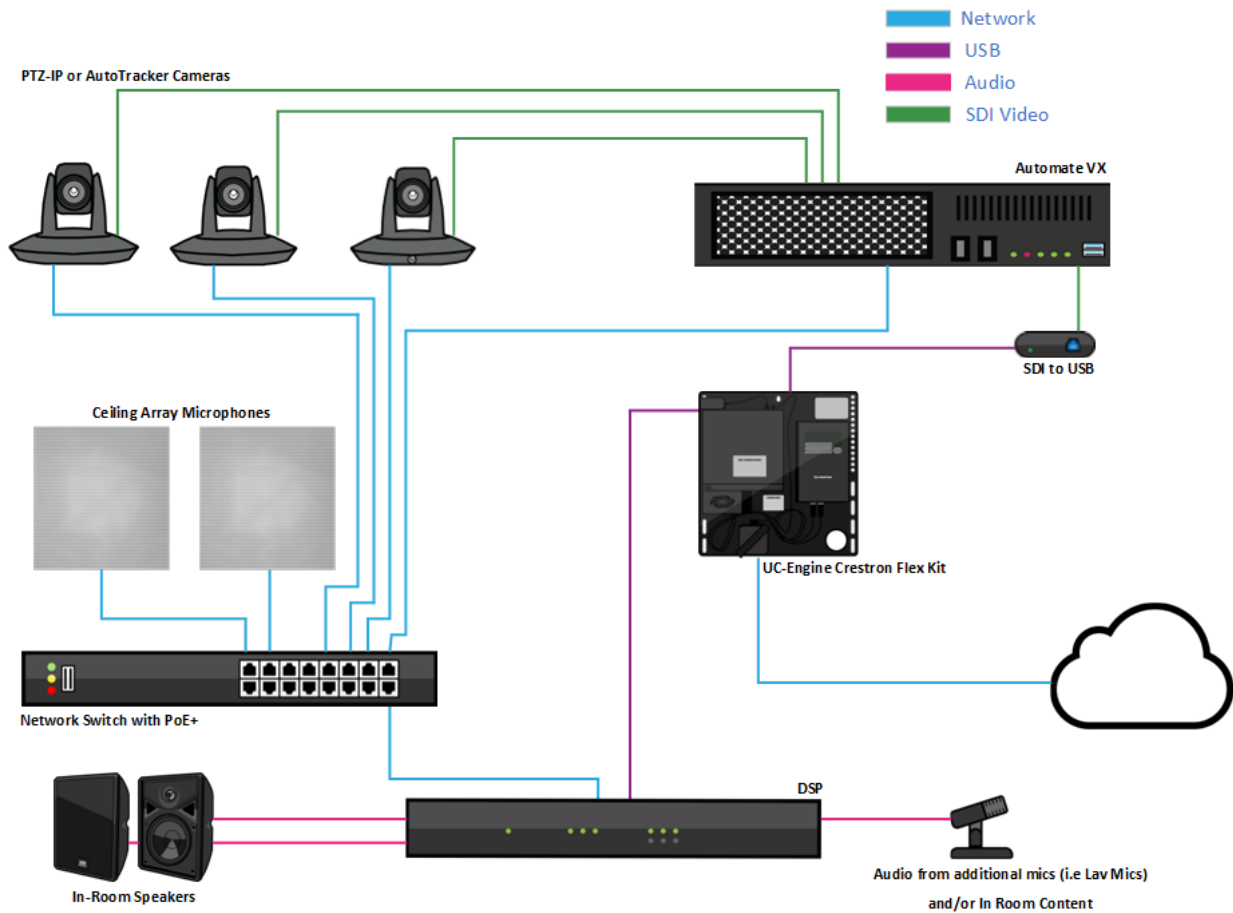 Network
USB
PTZ-IP or AutoTracker Cameras
Audio
SDI Video
Automate VX
SDI to USB
Ceiling Array Microphones
UC-Engine Crestron Flex Kit
Network Switch with PoE+
DSP
In-Room Speakers
Audio from additional mics (i.e Lav Mics)
and/or In Room Content